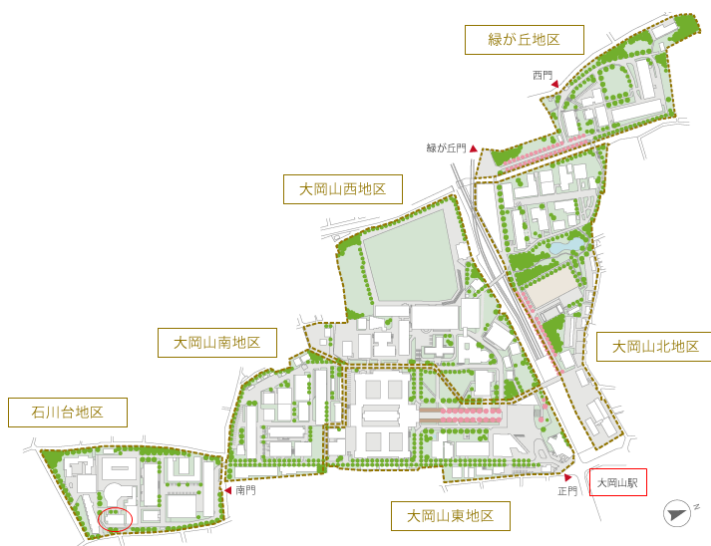 緑が丘地区
西門
緑が丘門
大岡山西地区
大岡山南地区
大岡山北地区
石川台地区
南門
大岡山駅
正門
大岡山東地区
N